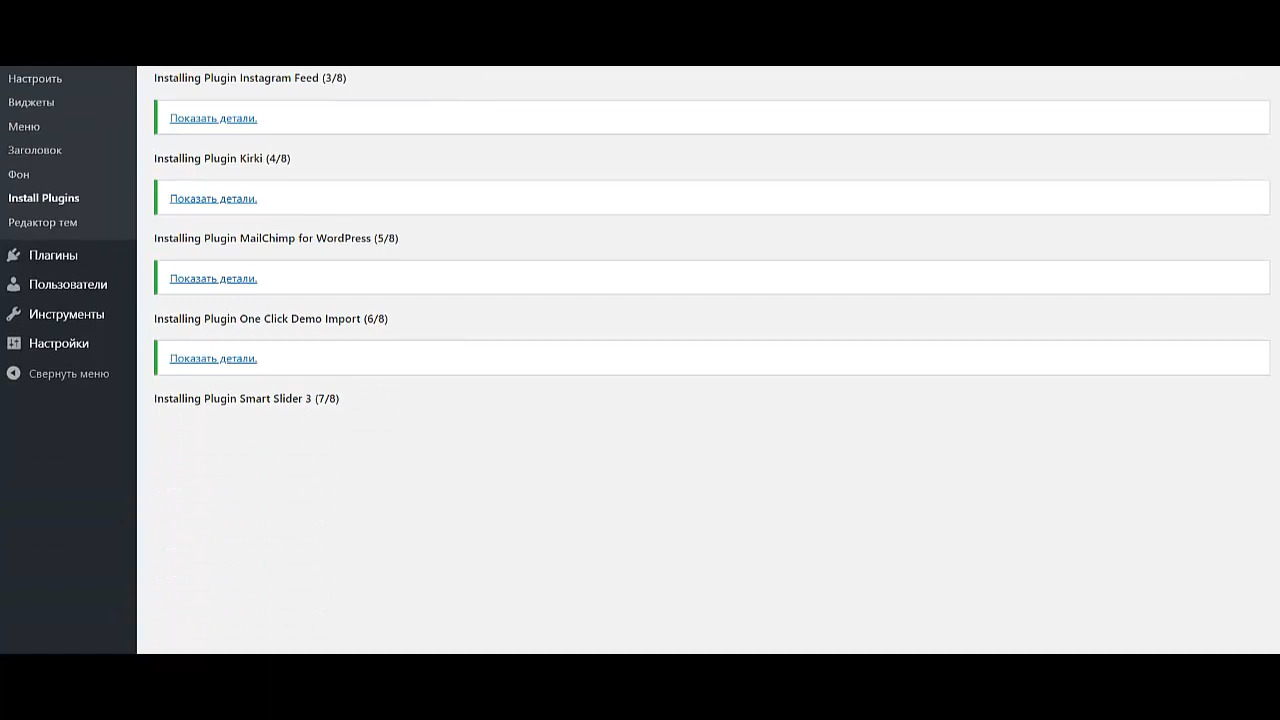 Настроить
Виджеты
Меню
Заголовок
Фон
Install Plugins
Редактор тем
Плагины
Пользователи
Инструменты
Настройки
Свернуть меню
Installing Plugin Instagram Feed (3/8)
Показать детали.
Installing Plugin Kirki (4/8)
Показать детали.
Installing Plugin MailChimp for WordPress (5/8)
Показать детали.
Installing Plugin One Click Demo Import (6/8)
Показать детали.
Installing Plugin Smart Slider 3 (7/8)